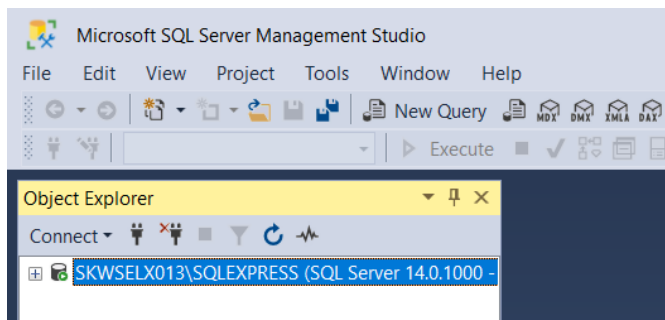 Microsoft SQL Server Management Studio
File Edit View Project Tools Window Help
New Query MDX DMX XMLA DAX
Execute
Object Explorer
Connect
SKWSELX013\SQLEXPRESS (SQL Server 14.0.1000 -